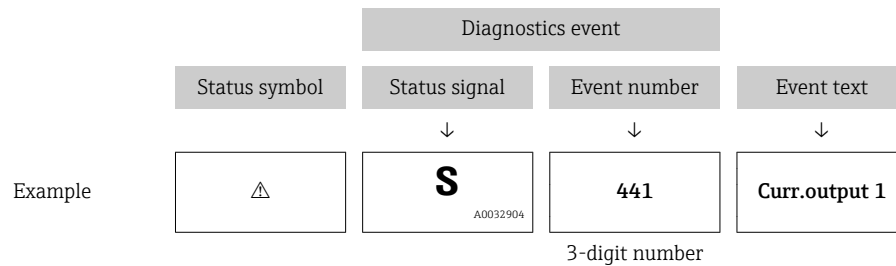 Diagnostics event
Status symbol Status signal Event number Event text
↓ ↓ ↓
Example ⚠ S 441 Curr.output 1
A0032904
3-digit number